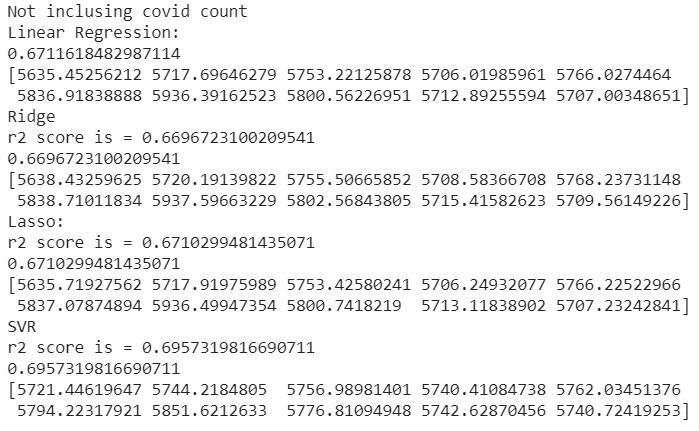 Not inclusing covid count
Linear Regression:
0.6711618482987114
[5635.45256212 5717.69646279 5753.22125878 5706.01985961 5766.0274464
 5836.91838888 5936.39162523 5800.56226951 5712.89255594 5707.00348651]
Ridge
r2 score is = 0.6696723100209541
0.6696723100209541
[5638.43259625 5720.19139822 5755.50665852 5708.58366708 5768.23731148
 5838.71011834 5937.59663229 5802.56843805 5715.41582623 5709.56149226]
Lasso:
r2 score is = 0.6710299481435071
0.6710299481435071
[5635.71927562 5717.91975989 5753.42580241 5706.24932077 5766.22522966
 5837.07874894 5936.49947354 5800.7418219  5713.11838902 5707.23242841]
SVR
r2 score is = 0.6957319816690711
0.6957319816690711
[5721.44619647 5744.2184805  5756.98981401 5740.41084738 5762.03451376
 5794.22317921 5851.6212633  5776.81094948 5742.62870456 5740.72419253]